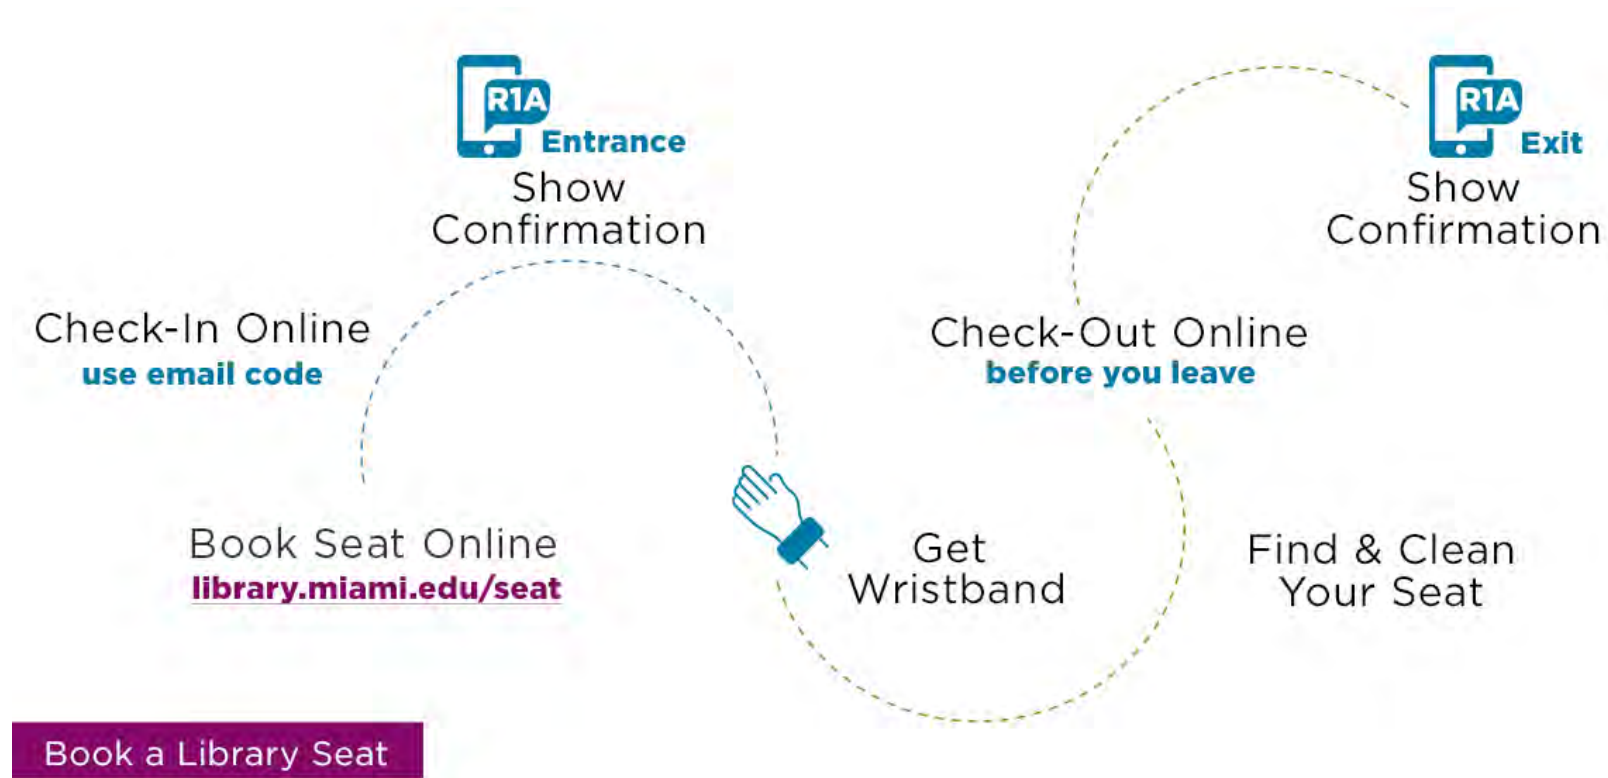 Book Seat Online
library.miami.edu/seat
Check-In Online
use email code
R1A
Entrance
Show
Confirmation
Get
Wristband
Find & Clean
Your Seat
Check-Out Online
before you leave
R1A
Exit
Show
Confirmation
Book a Library Seat